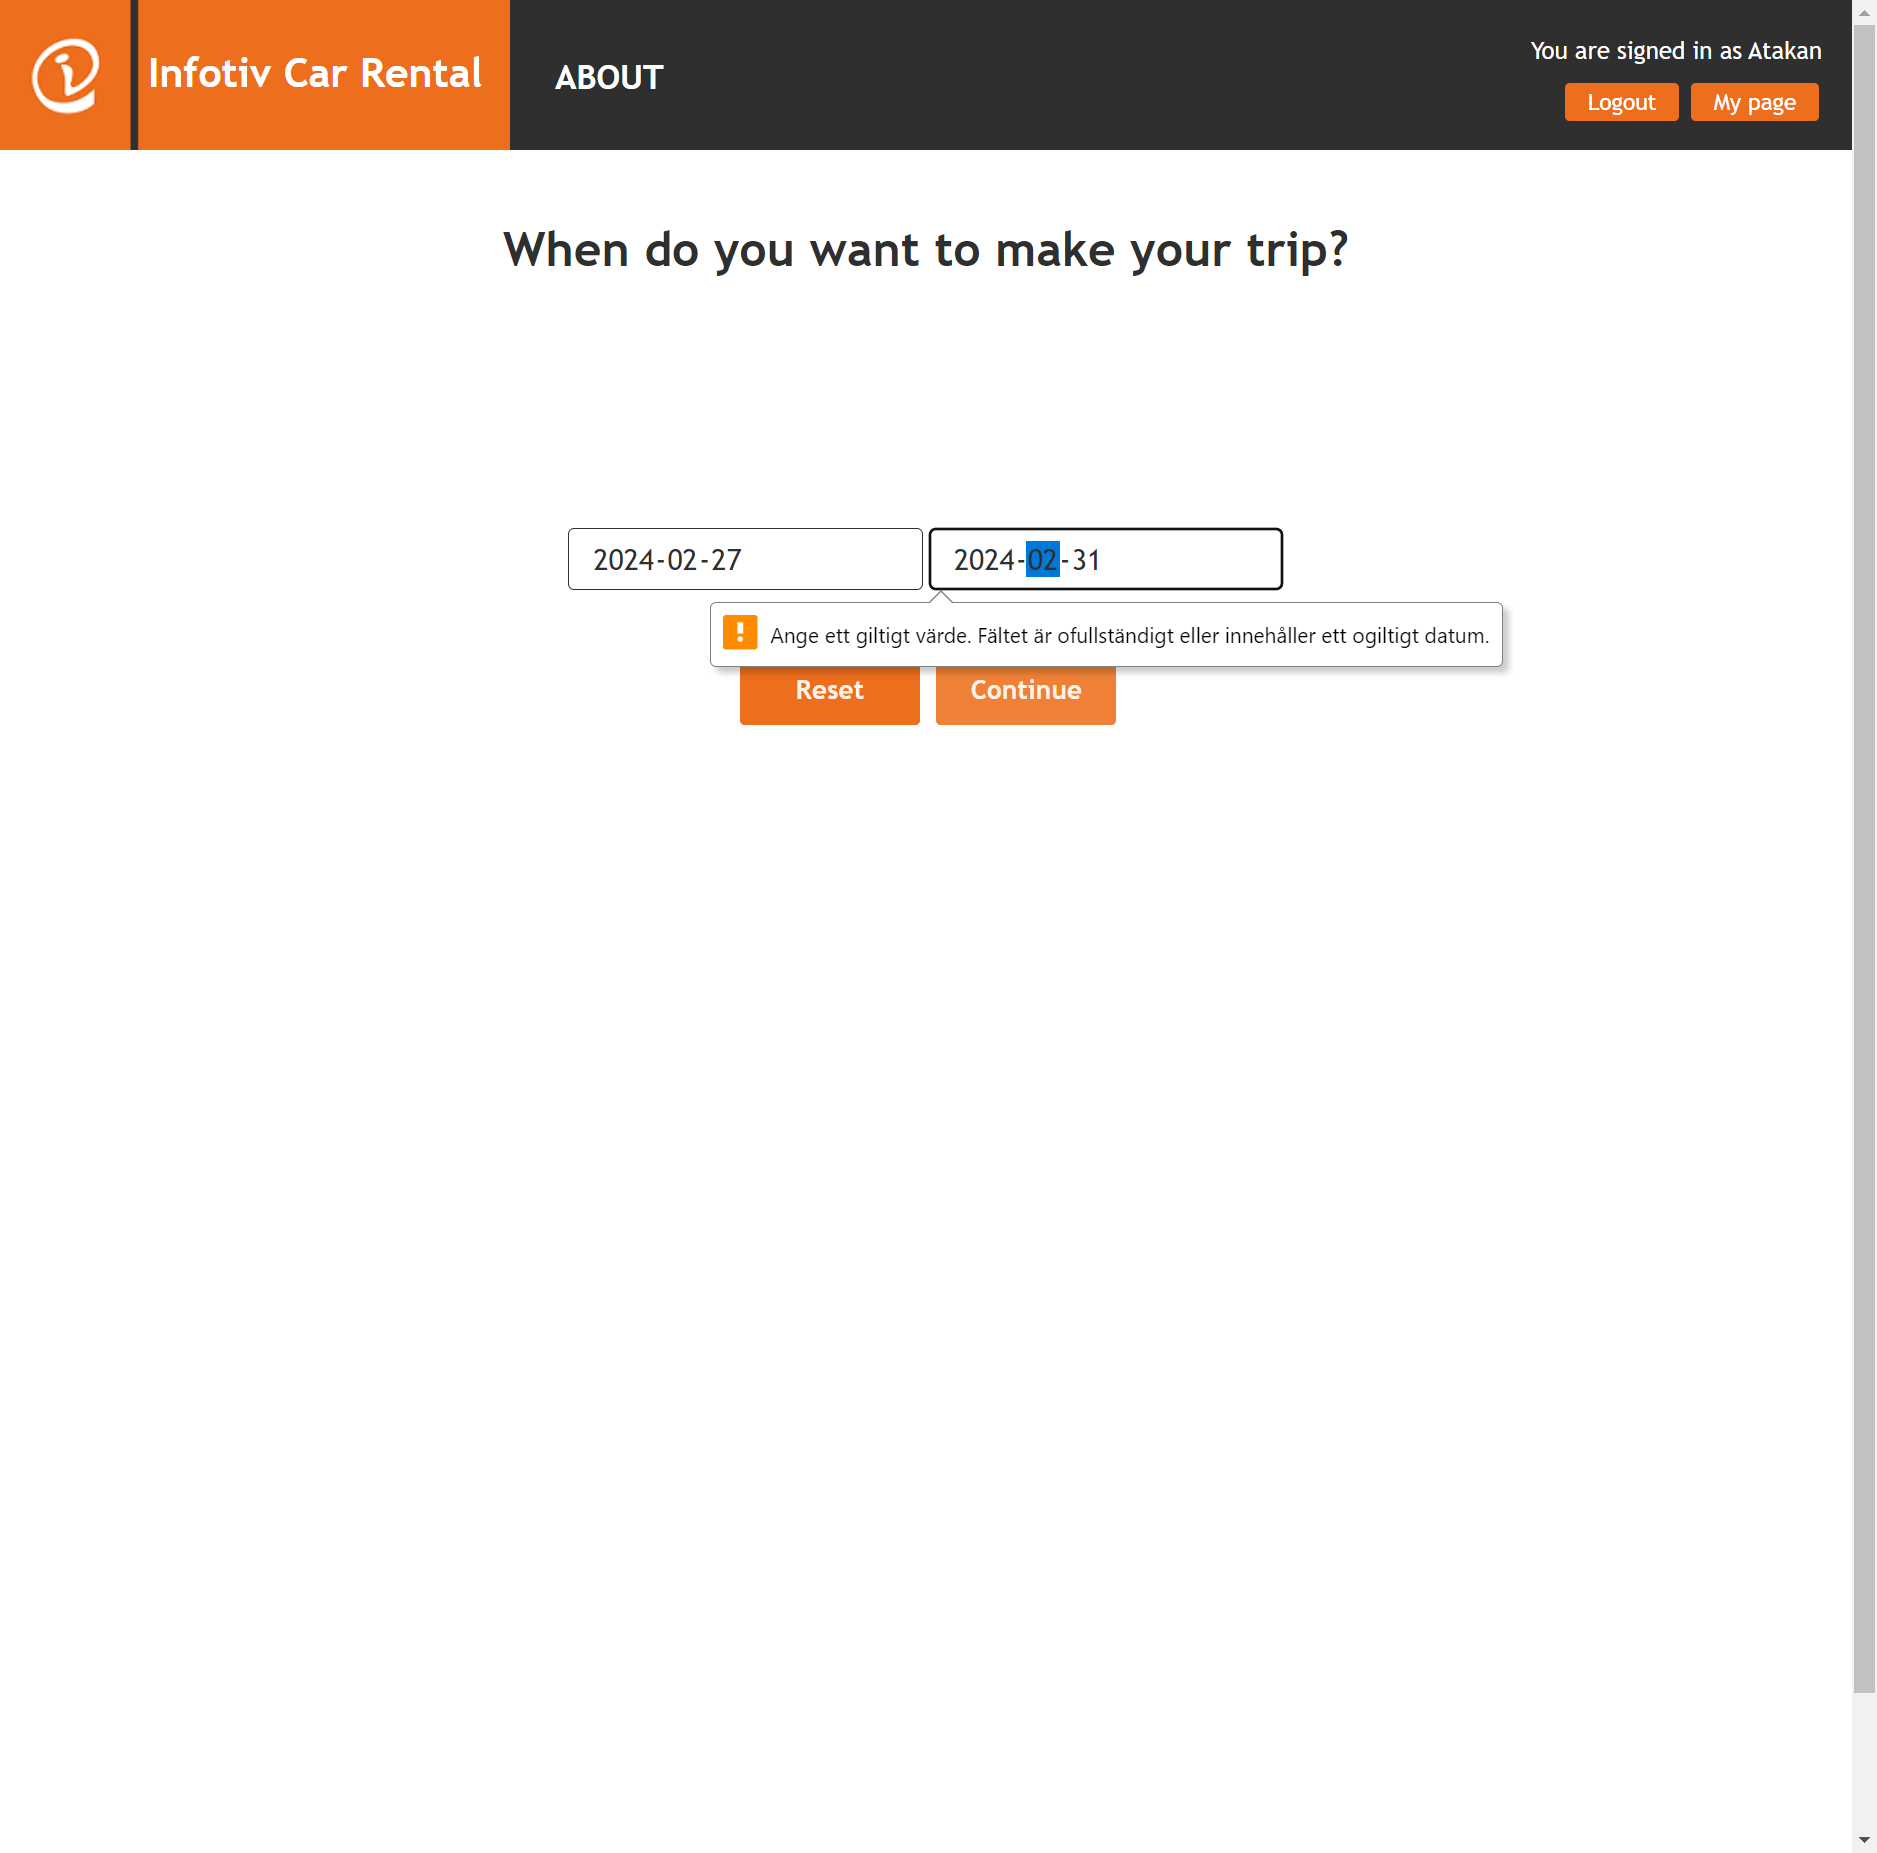 Infotiv Car Rental
ABOUT
You are signed in as Atakan
Logout
My page
When do you want to make your trip?
2024-02-27
2024-02-31
Ange ett giltigt värde. Fältet är ofullständigt eller innehåller ett ogiltigt datum.
Reset
Continue